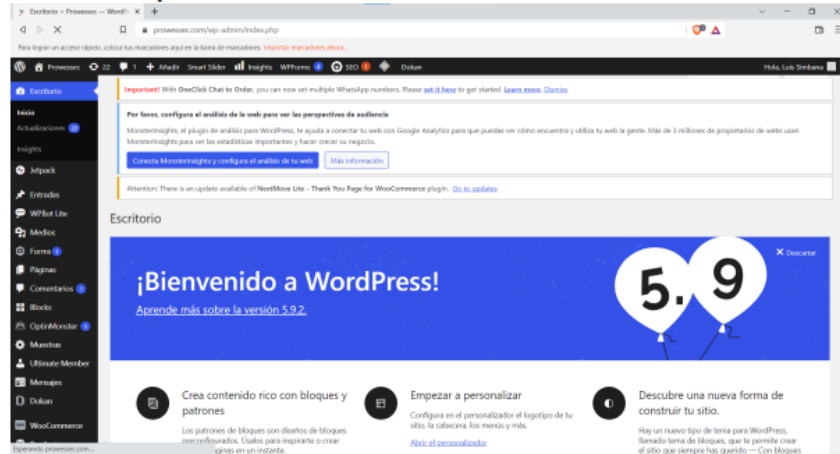 Escritorio ‹ Prowessec — WordPr
prowessec.com/wp-admin/index.php
Para lograr un acceso rápido, coloca tus marcadores aquí en la barra de marcadores. Importar marcadores ahora...
Prowessec 22 1 + Añadir Smart Slider Insights WPForms 4 SEO Dokan Hola, Luis Simbana
Escritorio
Inicio
Actualizaciones 22
Insights
Jetpack
Entradas
WPBot Lite
Medios
Forms 1
Páginas
Comentarios 1
Blocks
OptinMonster 1
Muestras
Ultimate Member
Mensajes
Dokan
WooCommerce
Esperando prowessec.com...
Important! With OneClick Chat to Order, you can now set multiple WhatsApp numbers. Please set it here to get started. Learn more. Dismiss
Por favor, configura el análisis de la web para ver las perspectivas de audiencia
MonsterInsights, el plugin de análisis para WordPress, te ayuda a conectar tu web con Google Analytics para que puedas ver cómo encuentra y utiliza tu web la gente. Más de 3 millones de propietarios de webs usan
MonsterInsights para ver las estadísticas importantes y hacer crecer su negocio.
Conecta MonsterInsights y configura el análisis de tu web
Más información
Attention: There is an update available of NextMove Lite - Thank You Page for WooCommerce plugin. Go to updates
Escritorio
Descartar
¡Bienvenido a WordPress!
Aprende más sobre la versión 5.9.2.
5.9
Crea contenido rico con bloques y
patrones
Los patrones de bloques son diseños de bloques
preconfigurados. Úsalos para inspirarte o crear
páginas en un instante.
Empezar a personalizar
Configura en el personalizador el logotipo de tu
sitio, la cabecera, los menús y más.
Abrir el personalizador
Descubre una nueva forma de
construir tu sitio.
Hay un nuevo tipo de tema para WordPress,
llamado tema de bloques, que te permite crear
el sitio que siempre has querido — Con bloques